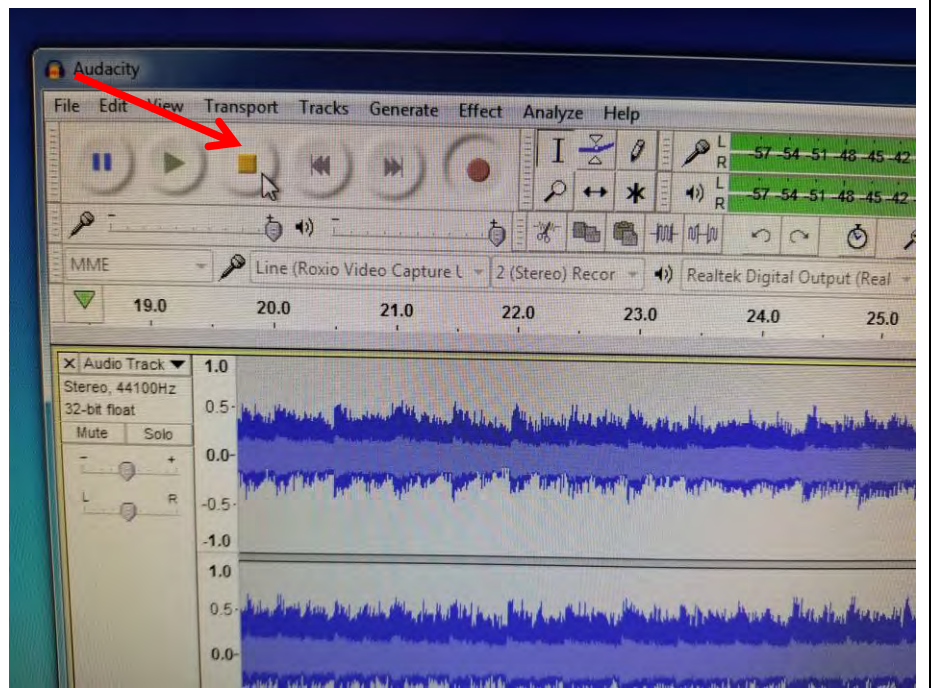 Audacity
File Edit View Transport Tracks Generate Effect Analyze Help
L -57 -54 -51 -48 -45 -42
R
L -57 -54 -51 -48 -45 -42
R
- -
MME Line (Roxio Video Capture 2 (Stereo) Recor Realtek Digital Output (Real
19.0 20.0 21.0 22.0 23.0 24.0 25.0
X Audio Track 1.0
Stereo, 44100Hz
32-bit float 0.5
Mute Solo
- + 0.0
L R -0.5
-1.0
1.0
0.5
0.0